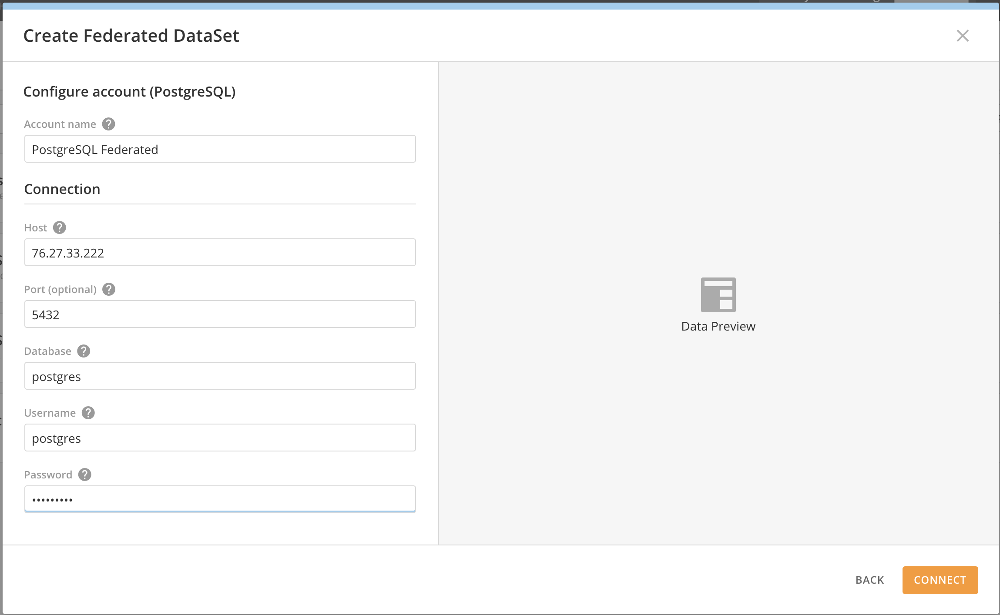 Create Federated DataSet
Configure account (PostgreSQL)
Account name
PostgreSQL Federated
Connection
Host
76.27.33.222
Port (optional)
5432
Database
postgres
Username
postgres
Password
•••••••••
Data Preview
BACK
CONNECT